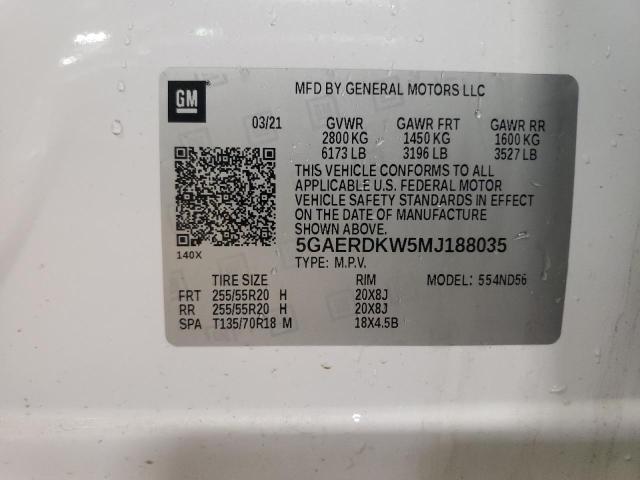 GM
MFD BY GENERAL MOTORS LLC
03/21 GVWR GAWR FRT GAWR RR
2800 KG 1450 KG 1600 KG
6173 LB 3196 LB 3527 LB
THIS VEHICLE CONFORMS TO ALL
APPLICABLE U.S. FEDERAL MOTOR
VEHICLE SAFETY STANDARDS IN EFFECT
ON THE DATE OF MANUFACTURE
SHOWN ABOVE.
5GAERDKW5MJ188035
140X TYPE: M.P.V.
TIRE SIZE RIM MODEL: 554ND56
FRT 255/55R20 H 20X8J
RR 255/55R20 H 20X8J
SPA T135/70R18 M 18X4.5B